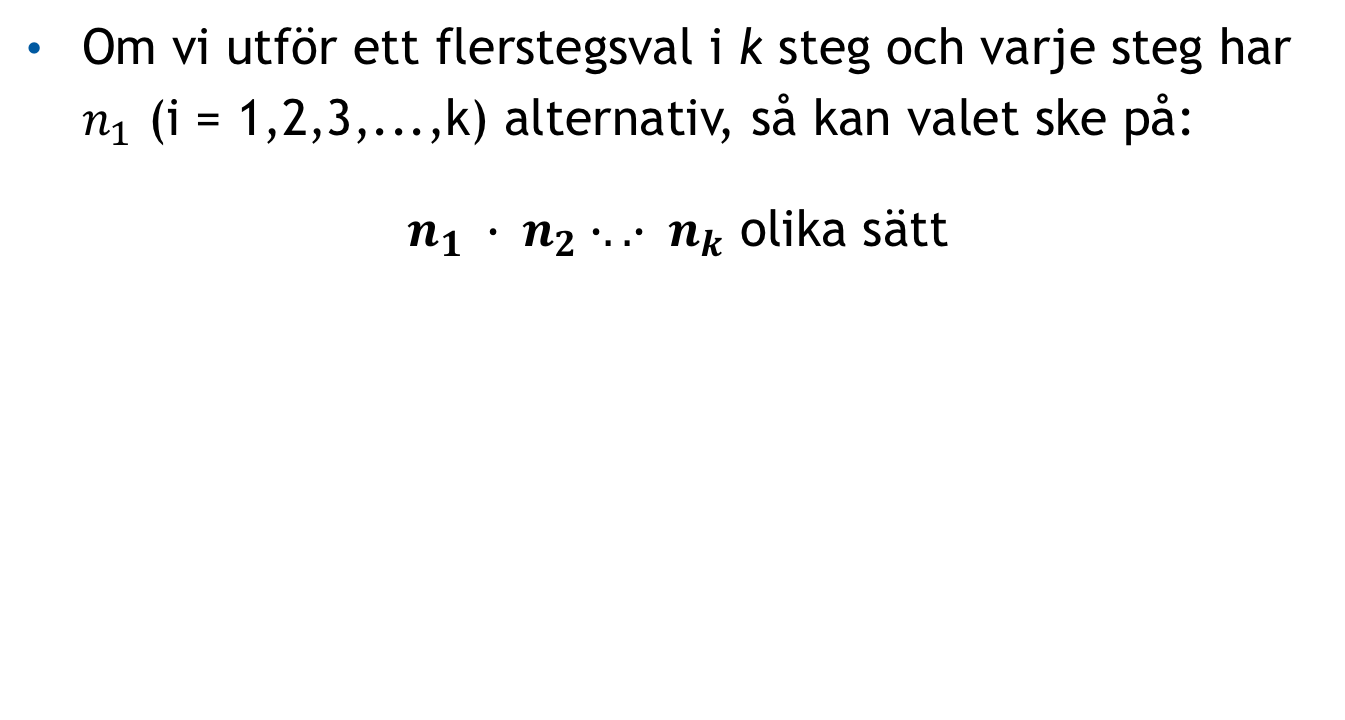 • Om vi utför ett flerstegsval i k steg och varje steg har
n₁ (i = 1,2,3,...,k) alternativ, så kan valet ske på:
n₁ · n₂ ·..· nₖ olika sätt